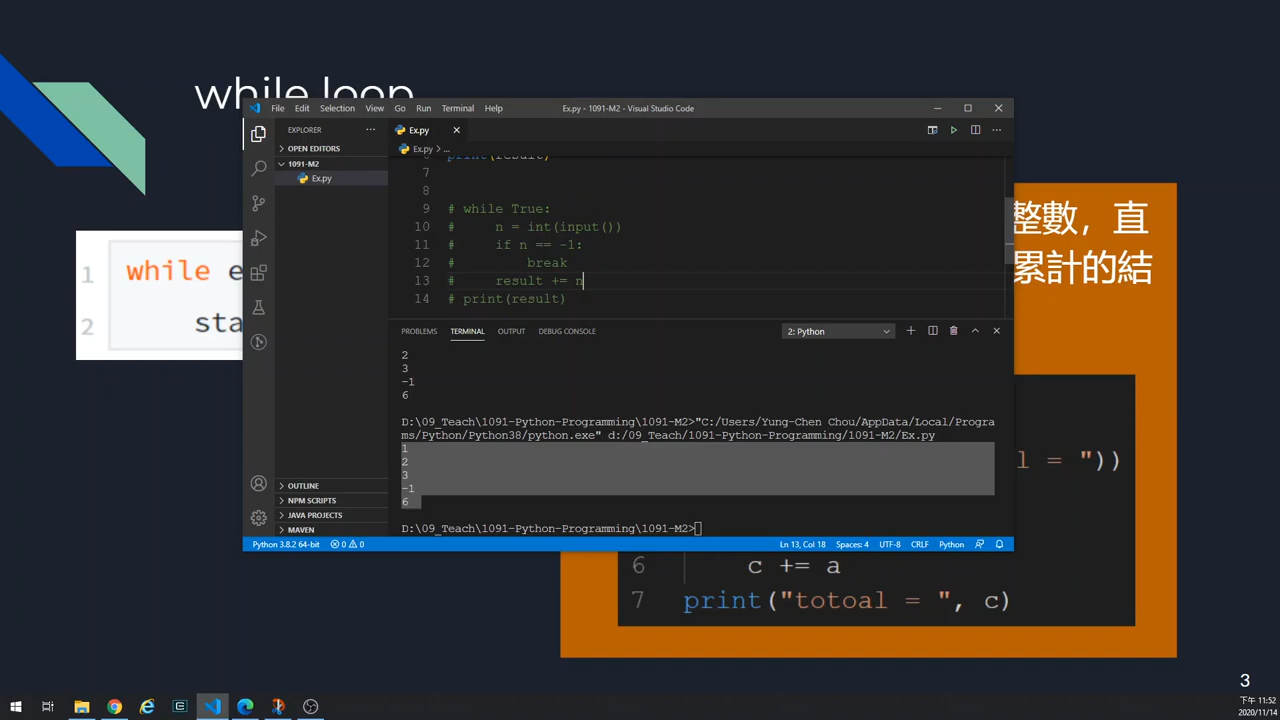 while loop
File Edit Selection View Go Run Terminal Help
Ex.py - 1091-M2 - Visual Studio Code
EXPLORER
Ex.py
OPEN EDITORS
1091-M2
Ex.py
Ex.py > ...
6 print(result)
7
8
9 # while True:
10 #     n = int(input())
11 #     if n == -1:
12 #         break
13 #     result += n
14 # print(result)
PROBLEMS TERMINAL OUTPUT DEBUG CONSOLE
2: Python
2
3
-1
6
D:\09_Teach\1091-Python-Programming\1091-M2>"C:/Users/Yung-Chen Chou/AppData/Local/Progra
ms/Python/Python38/python.exe" d:/09_Teach/1091-Python-Programming/1091-M2/Ex.py
1
2
3
-1
6
D:\09_Teach\1091-Python-Programming\1091-M2>
OUTLINE
NPM SCRIPTS
JAVA PROJECTS
MAVEN
Python 3.8.2 64-bit 0 0
Ln 13, Col 18 Spaces: 4 UTF-8 CRLF Python
1 while e
2 sta
整數，直
累計的結
l = "))
6 c += a
7 print("totoal = ", c)
3
下午 11:52
2020/11/14